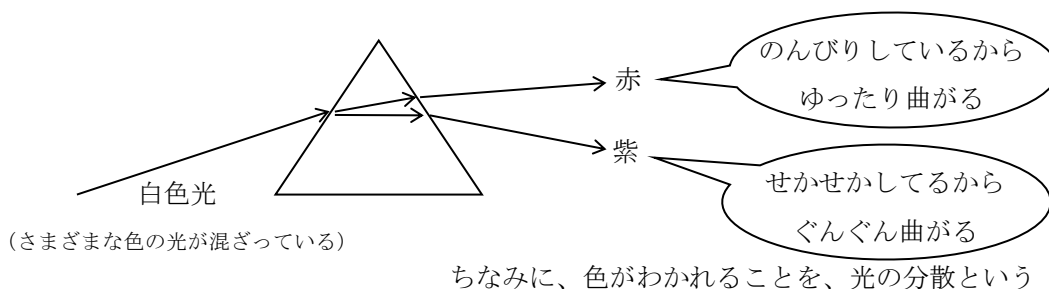 のんびりしているから
ゆったり曲がる
赤
紫
せかせかしてるから
ぐんぐん曲がる
白色光
(さまざまな色の光が混ざっている)
ちなみに、色がわかれることを、光の分散という